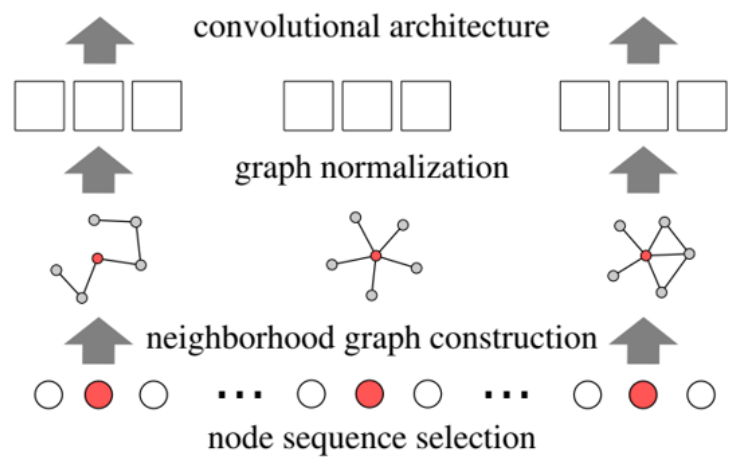 convolutional architecture
graph normalization
neighborhood graph construction
...
...
node sequence selection